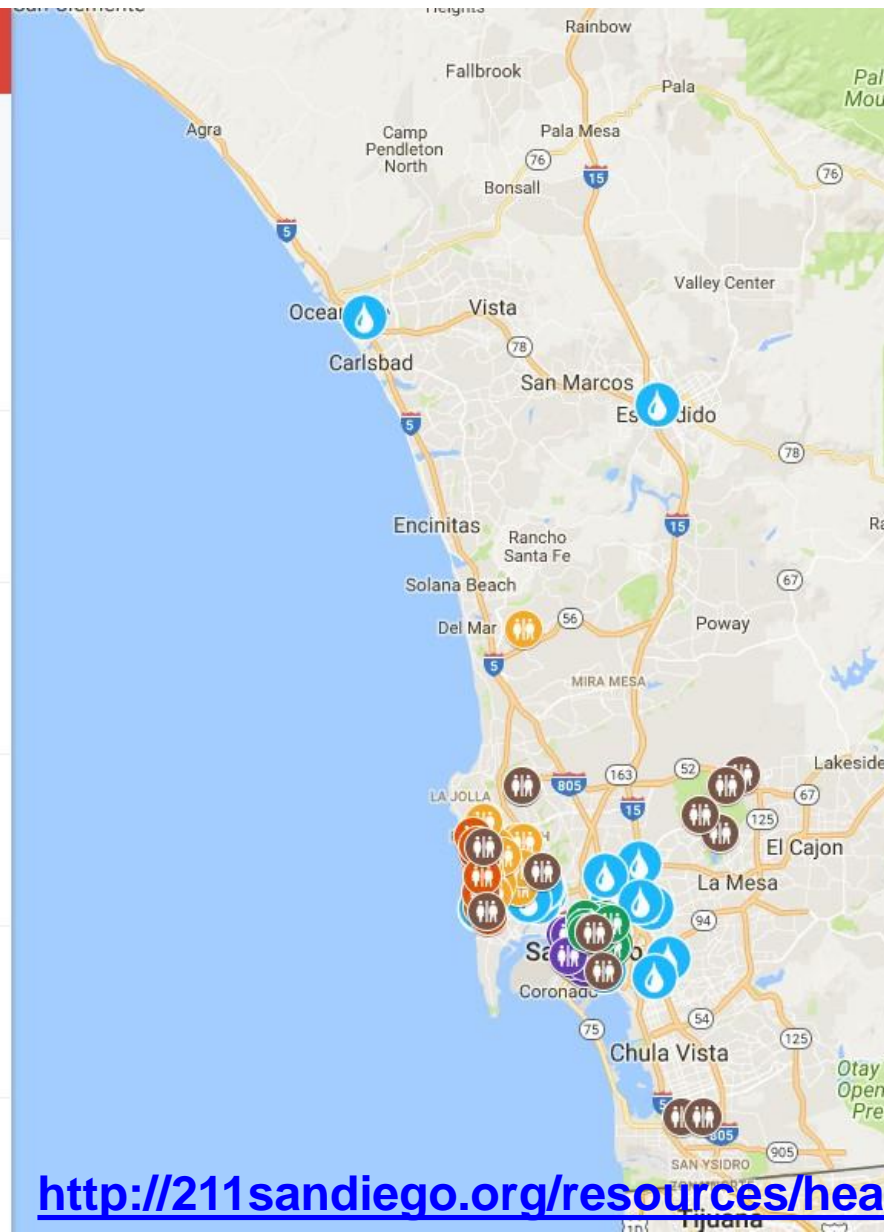 Rainbow
Fallbrook
Pala
Agra
Camp
Pendleton
North
Pala Mesa
76
15
76
Bonsall
5
Valley Center
Vista
78
Carlsbad
San Marcos
5
78
Encinitas
15
Rancho
Santa Fe
67
Solana Beach
Del Mar
56
Poway
5
MIRA MESA
Lakeside
52
163
805
LA JOLLA
67
15
125
El Cajon
La Mesa
94
Coronado
75
54
125
Chula Vista
Otay
Open
Pre
5
805
905
SAN YSIDRO
http://211sandiego.org/resources/hea
Tijuana
1D